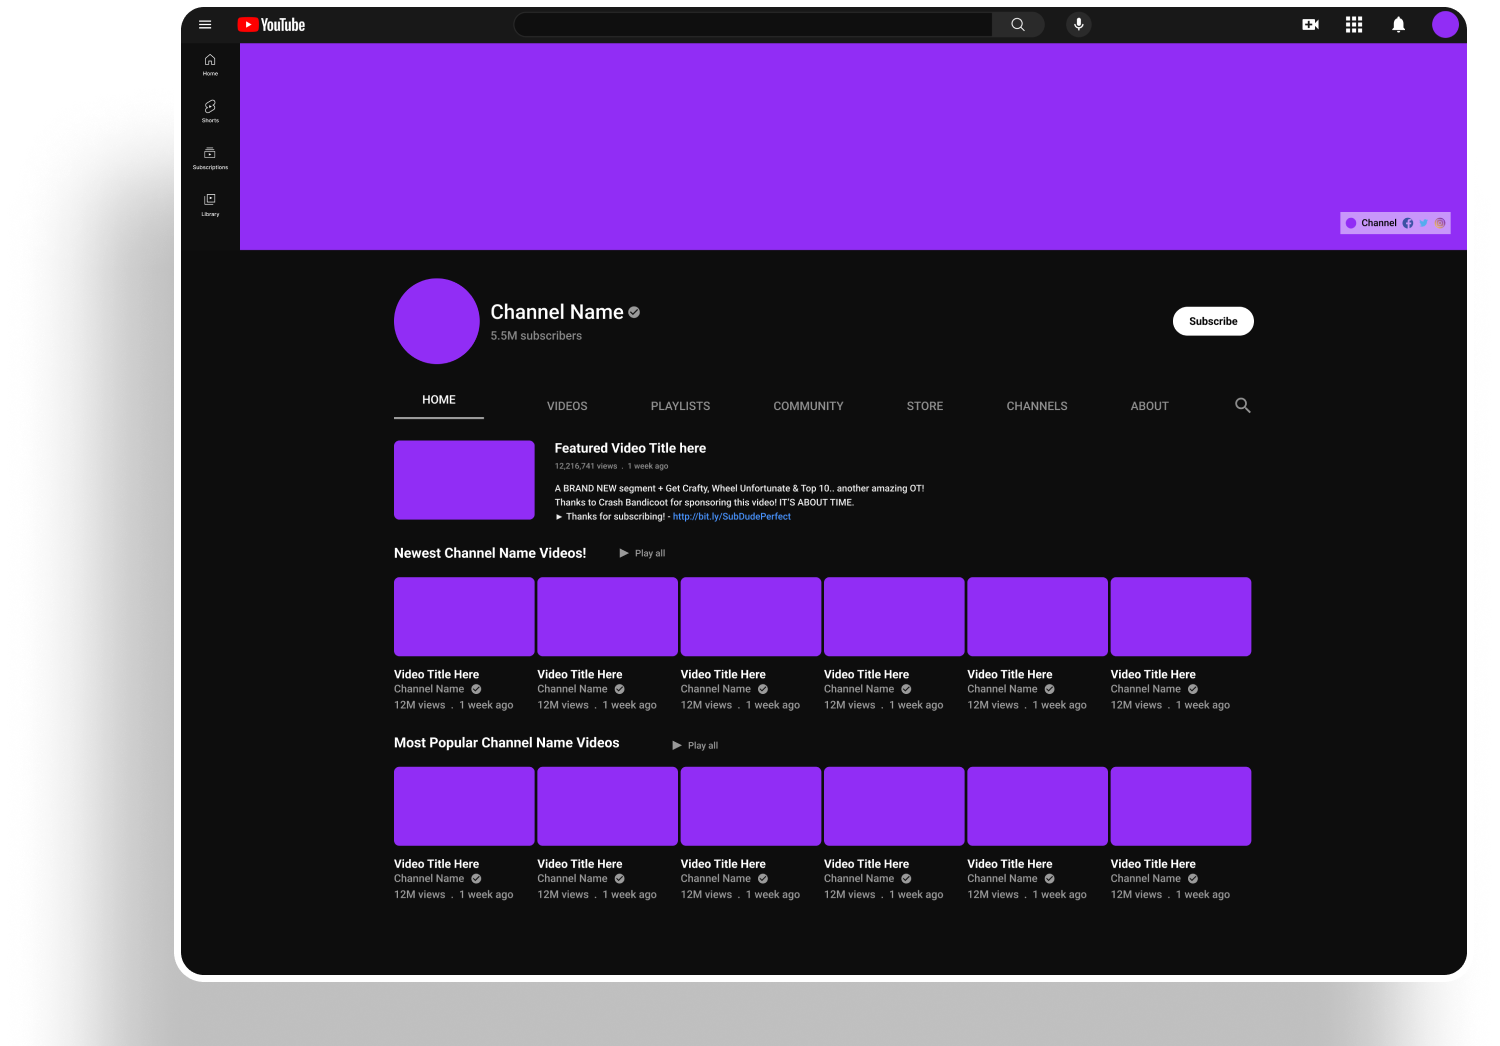 YouTube
Home
Shorts
Subscriptions
Library
Channel
Channel Name
5.5M subscribers
Subscribe
HOME VIDEOS PLAYLISTS COMMUNITY STORE CHANNELS ABOUT
Featured Video Title here
12,216,741 views . 1 week ago
A BRAND NEW segment + Get Crafty, Wheel Unfortunate & Top 10.. another amazing OT!
Thanks to Crash Bandicoot for sponsoring this video! IT'S ABOUT TIME.
► Thanks for subscribing! - http://bit.ly/SubDudePerfect
Newest Channel Name Videos! Play all
Video Title Here Video Title Here Video Title Here Video Title Here Video Title Here Video Title Here
Channel Name Channel Name Channel Name Channel Name Channel Name Channel Name
12M views . 1 week ago 12M views . 1 week ago 12M views . 1 week ago 12M views . 1 week ago 12M views . 1 week ago 12M views . 1 week ago
Most Popular Channel Name Videos Play all
Video Title Here Video Title Here Video Title Here Video Title Here Video Title Here Video Title Here
Channel Name Channel Name Channel Name Channel Name Channel Name Channel Name
12M views . 1 week ago 12M views . 1 week ago 12M views . 1 week ago 12M views . 1 week ago 12M views . 1 week ago 12M views . 1 week ago